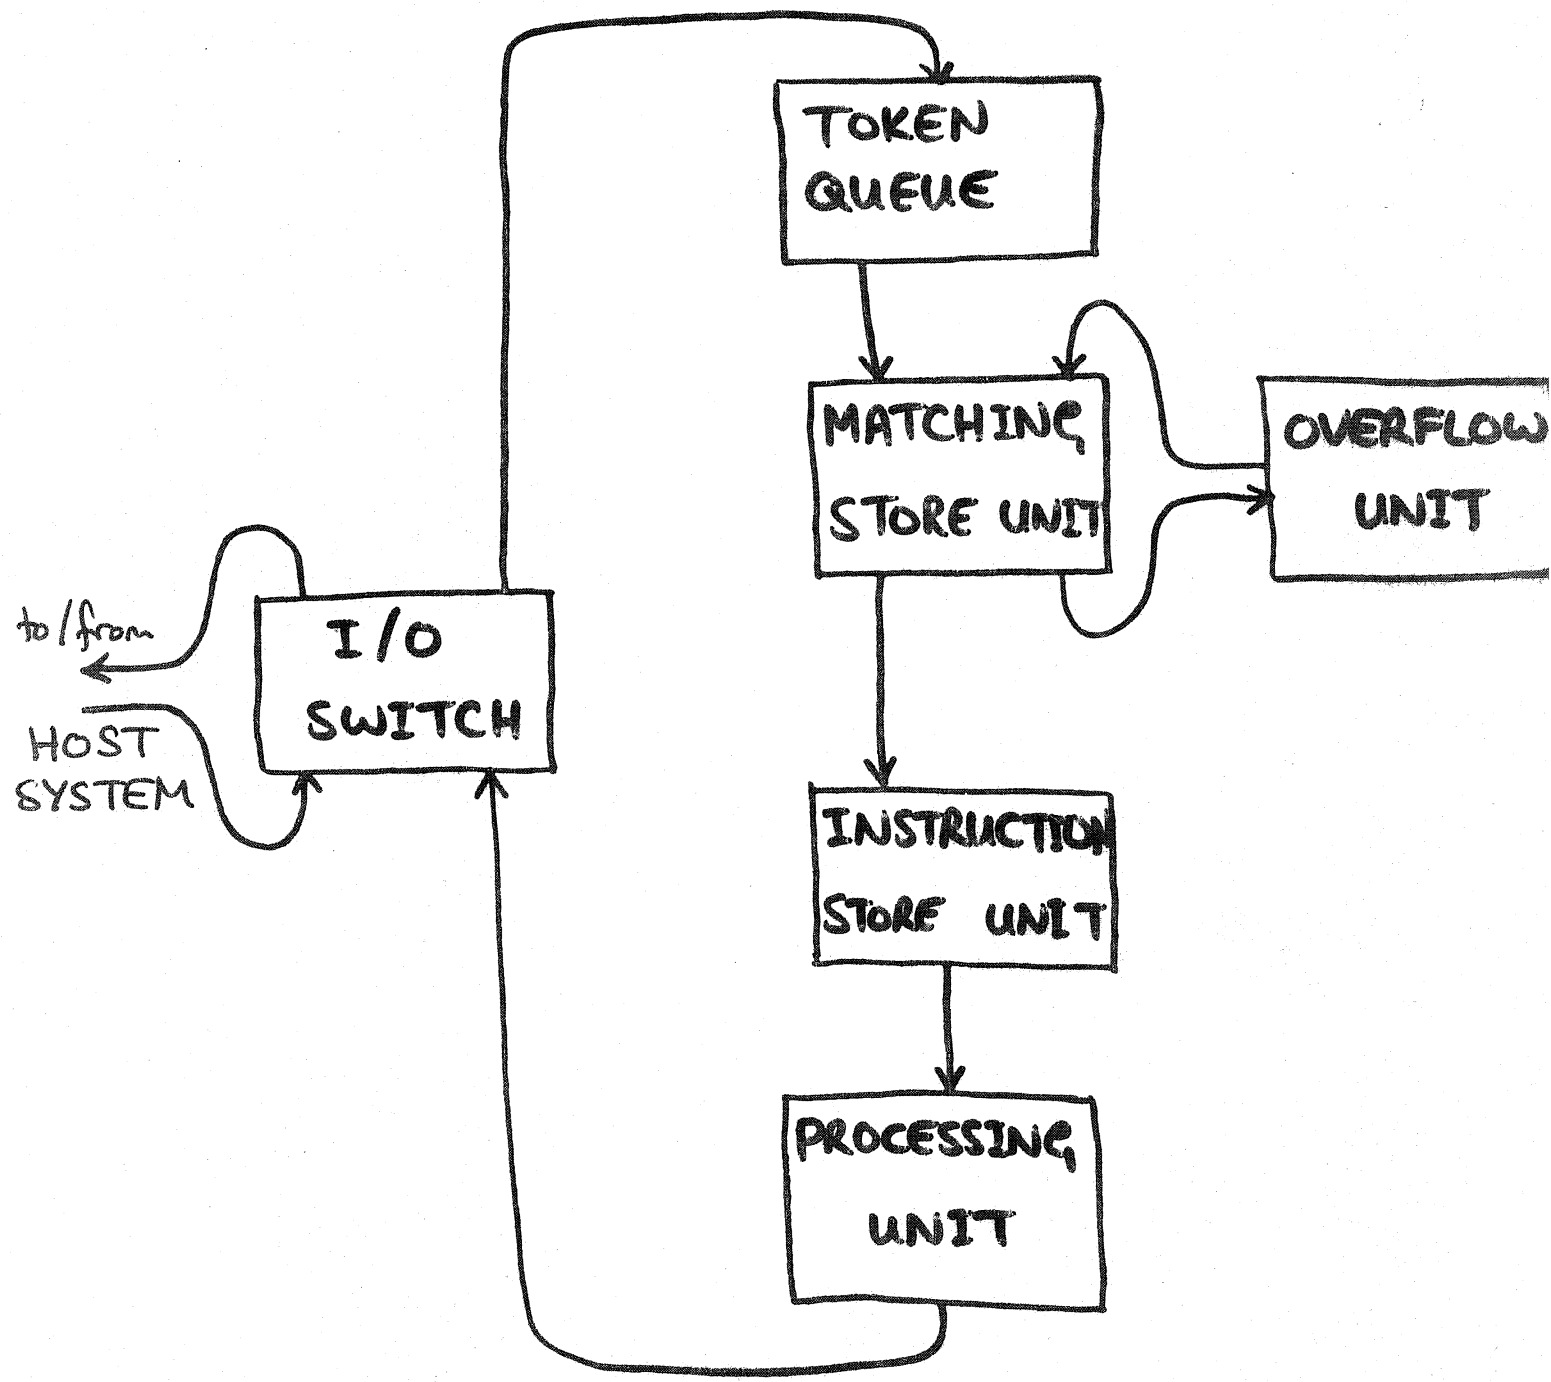 TOKEN
QUEUE
MATCHING
STORE UNIT
OVERFLOW
UNIT
to/from
HOST
SYSTEM
I/O
SWITCH
INSTRUCTION
STORE UNIT
PROCESSING
UNIT